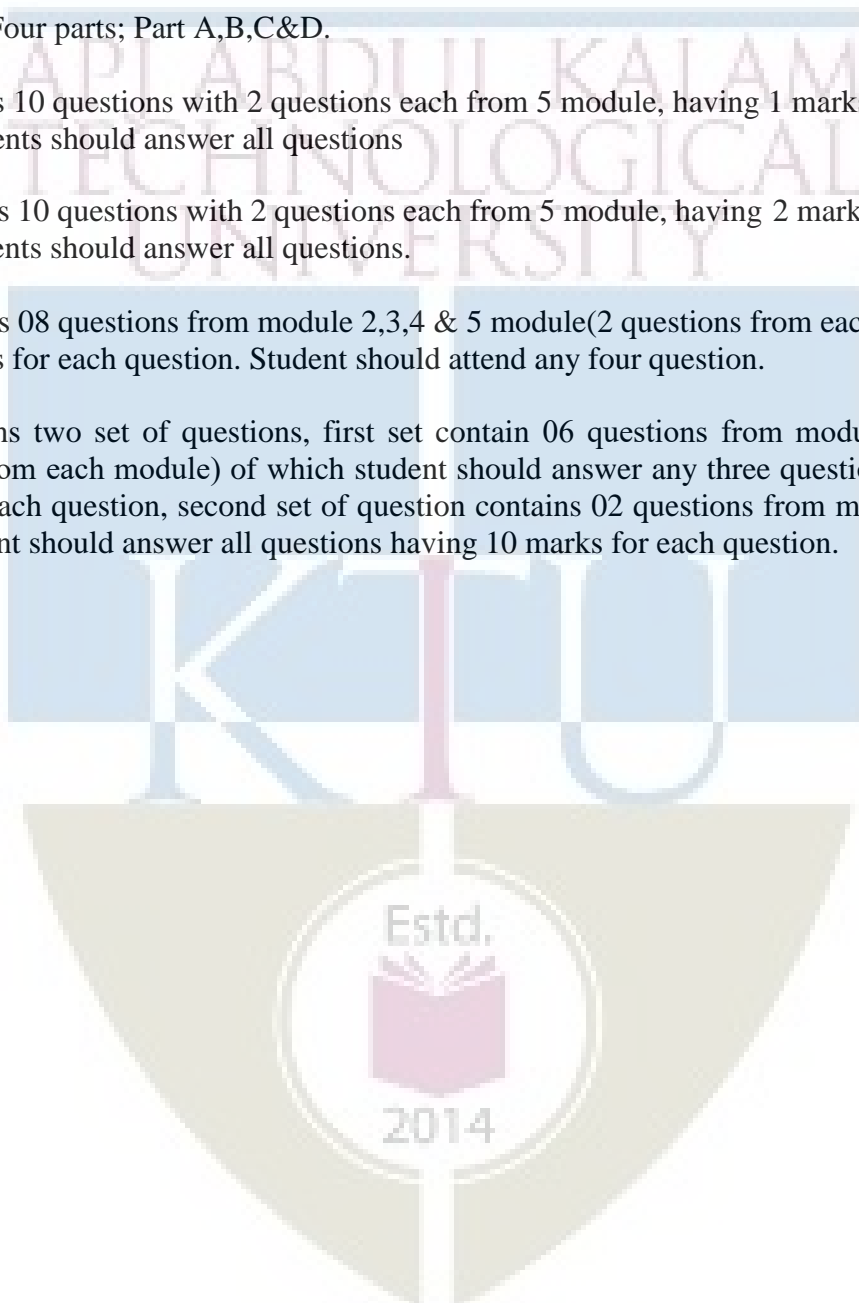 Four parts; Part A,B,C&D.
APJ ABDUL KALAM
s 10 questions with 2 questions each from 5 module, having 1 mark
ents should answer all questions
TECHNOLOGICAL
s 10 questions with 2 questions each from 5 module, having 2 mark
ents should answer all questions.
UNIVERSITY
s 08 questions from module 2,3,4 & 5 module(2 questions from eac
s for each question. Student should attend any four question.
ns two set of questions, first set contain 06 questions from modu
om each module) of which student should answer any three questio
ach question, second set of question contains 02 questions from m
nt should answer all questions having 10 marks for each question.
KTU
Estd.
2014